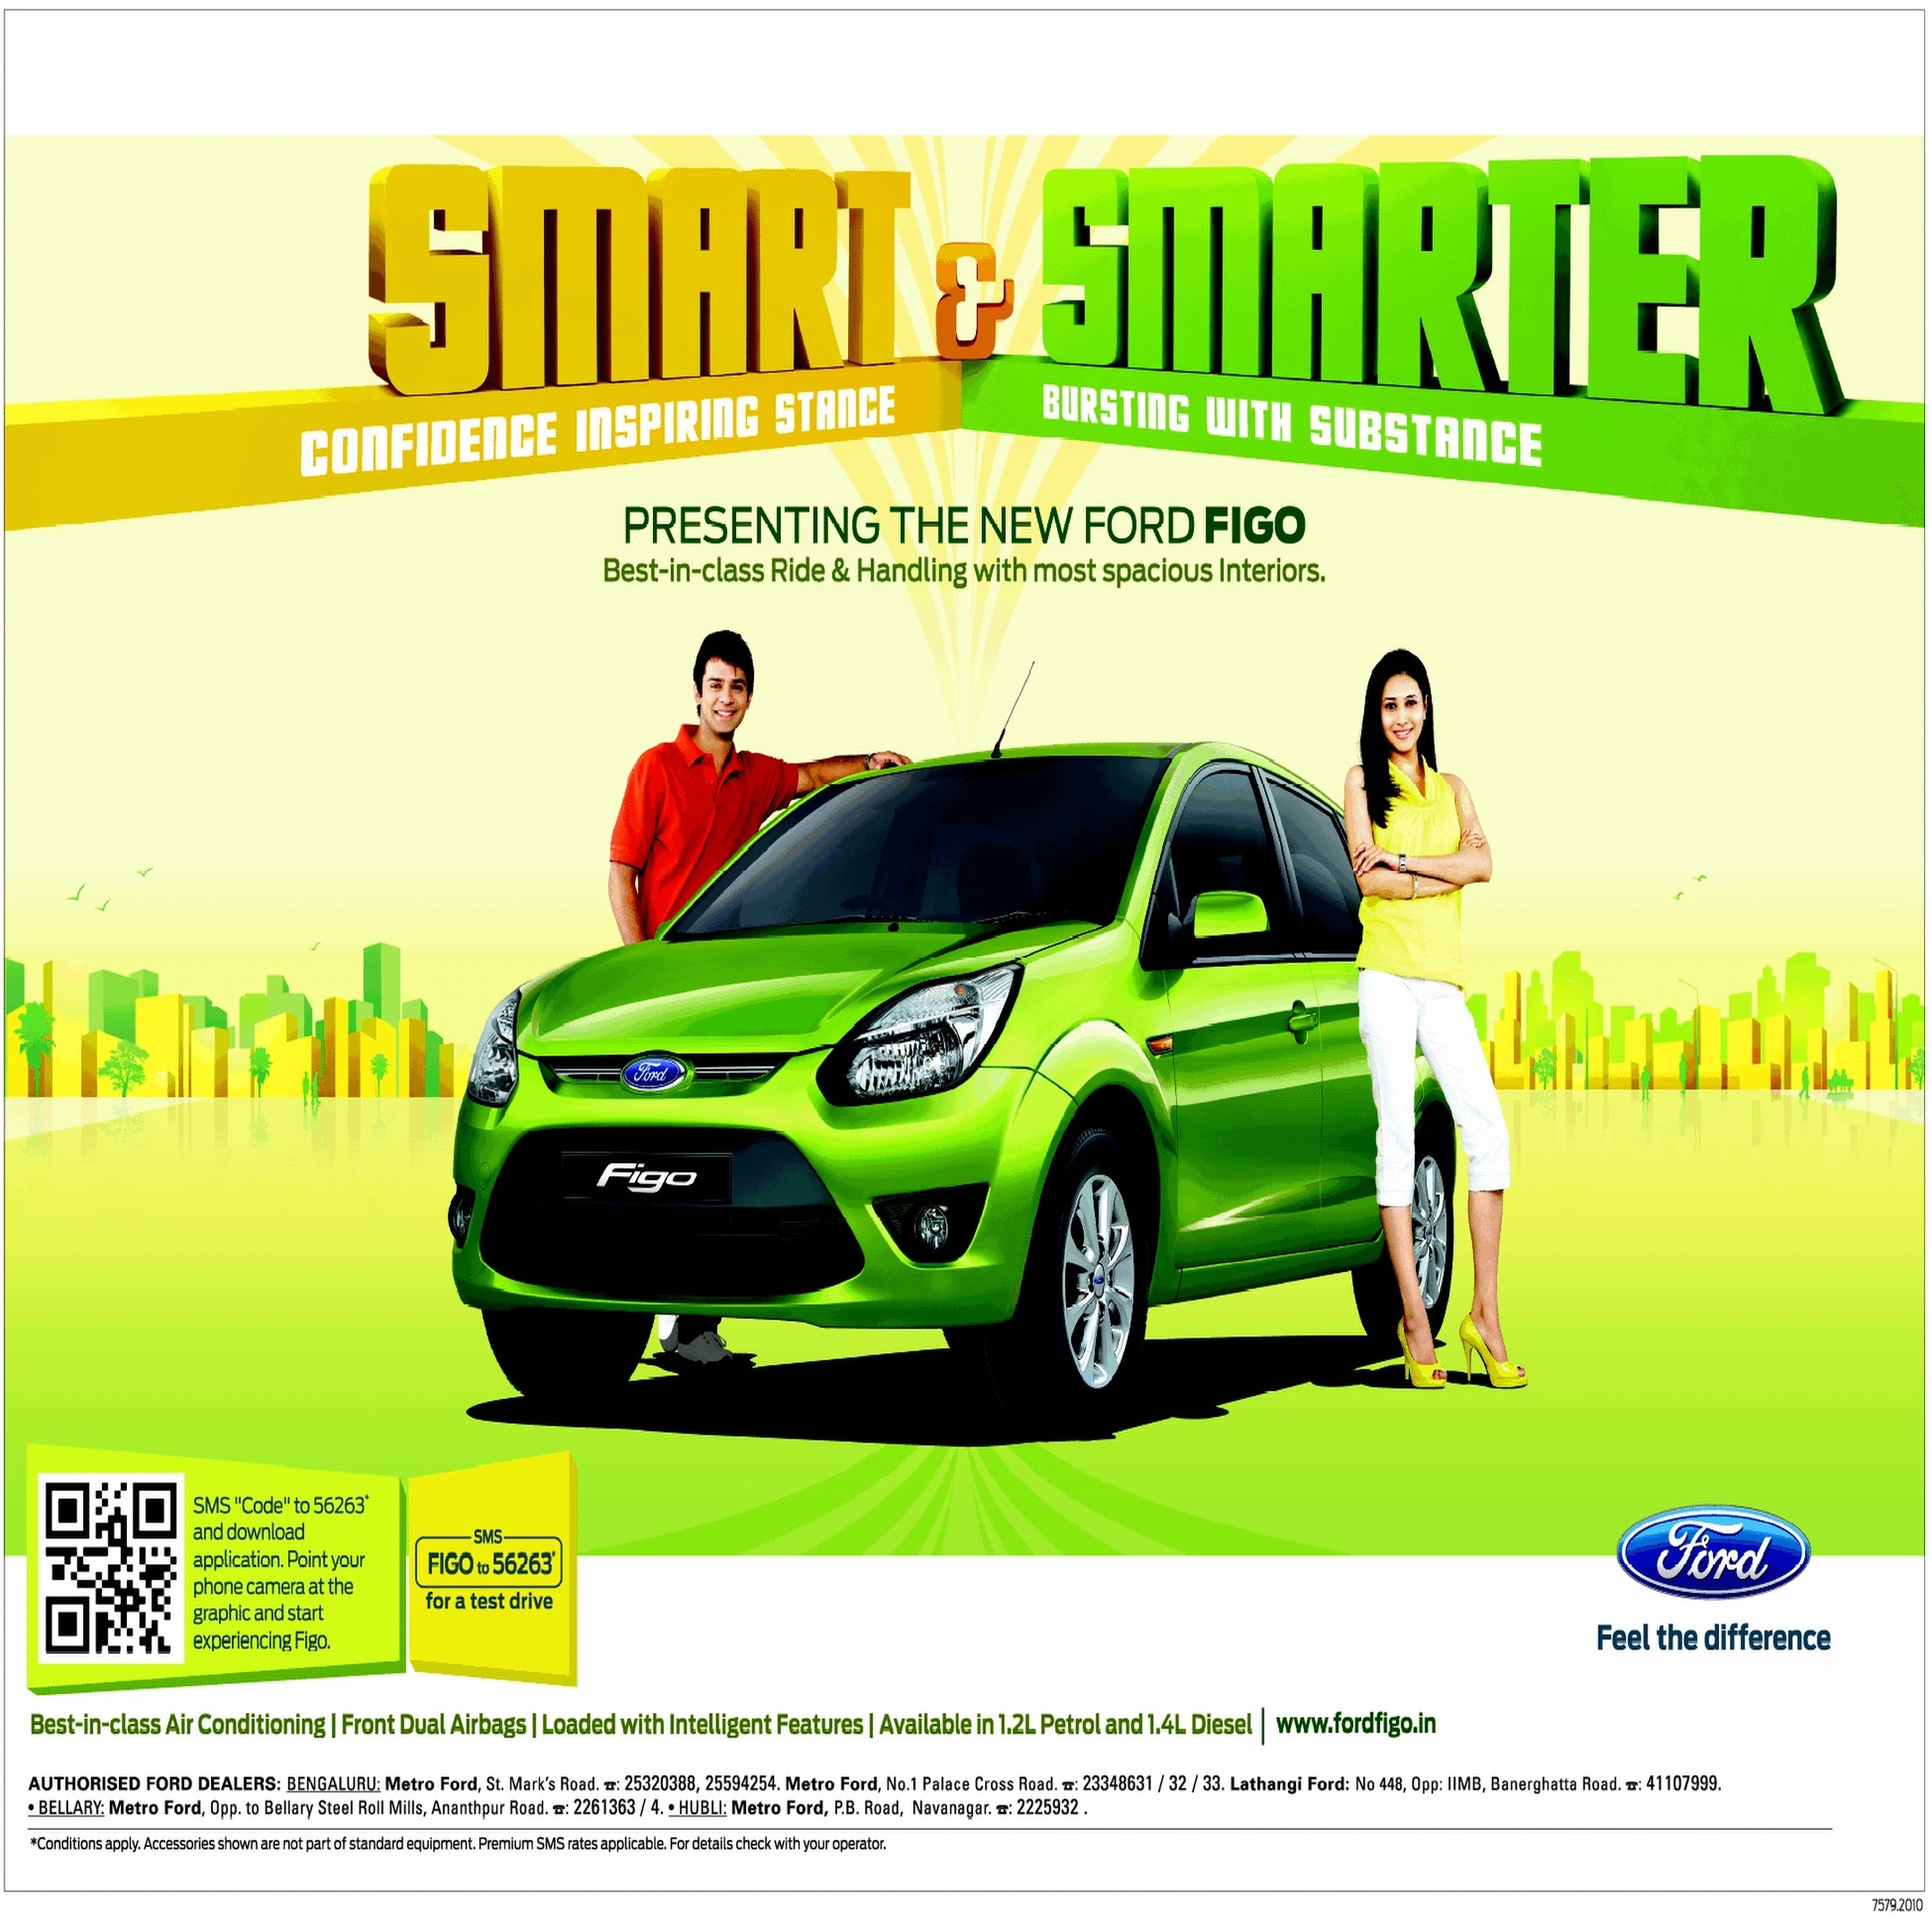 SMART & SMARTER
CONFIDENCE INSPIRING STANCE
BURSTING WITH SUBSTANCE
PRESENTING THE NEW FORD FIGO
Best-in-class Ride & Handling with most spacious Interiors.
Ford
Figo
SMS "Code" to 56263*
and download
application. Point your
phone camera at the
graphic and start
experiencing Figo.
SMS
FIGO to 56263*
for a test drive
Ford
Feel the difference
Best-in-class Air Conditioning | Front Dual Airbags | Loaded with Intelligent Features | Available in 1.2L Petrol and 1.4L Diesel | www.fordfigo.in
AUTHORISED FORD DEALERS: BENGALURU: Metro Ford, St. Mark's Road. ☎: 25320388, 25594254. Metro Ford, No.1 Palace Cross Road. ☎: 23348631 / 32 / 33. Lathangi Ford: No 448, Opp: IIMB, Banerghatta Road. ☎: 41107999.
• BELLARY: Metro Ford, Opp. to Bellary Steel Roll Mills, Ananthpur Road. ☎: 2261363 / 4. • HUBLI: Metro Ford, P.B. Road, Navanagar. ☎: 2225932 .
*Conditions apply. Accessories shown are not part of standard equipment. Premium SMS rates applicable. For details check with your operator.
7579.2010